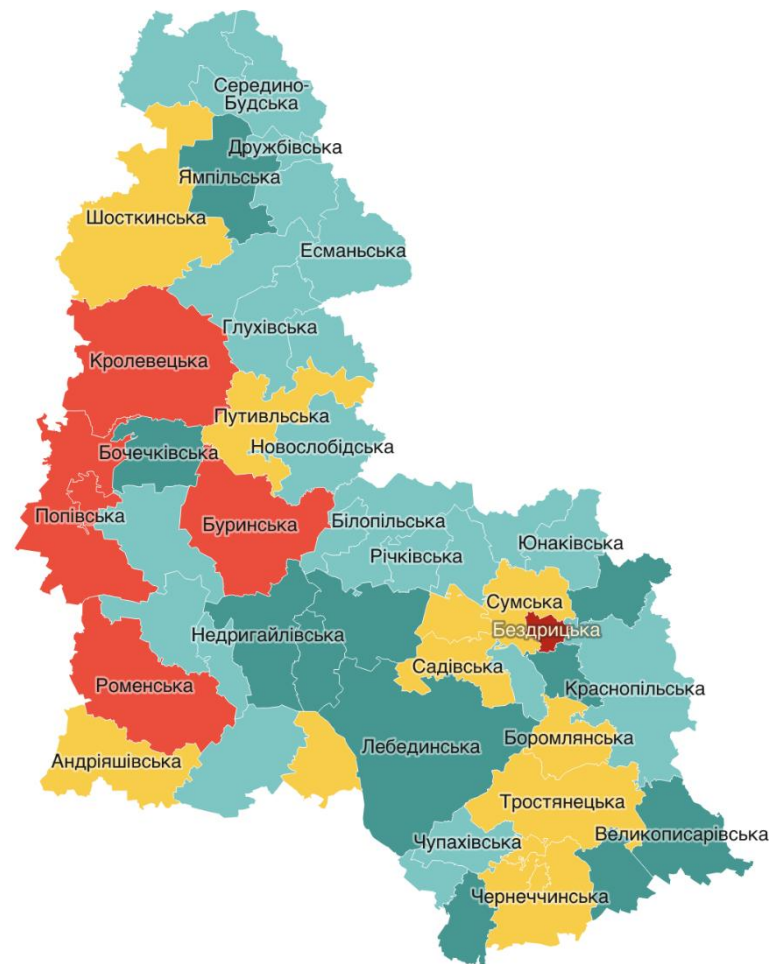 Середино-
Будська
Дружбівська
Ямпільська
Шосткинська
Есманьська
Глухівська
Кролевецька
Путивльська
Новослобідська
Бочечківська
Попівська
Буринська
Білопільська
Юнаківська
Річківська
Сумська
Бездрицька
Недригайлівська
Садівська
Краснопільська
Роменська
Боромлянська
Лебединська
Андріяшівська
Тростянецька
Великописарівська
Чупахівська
Чернеччинська